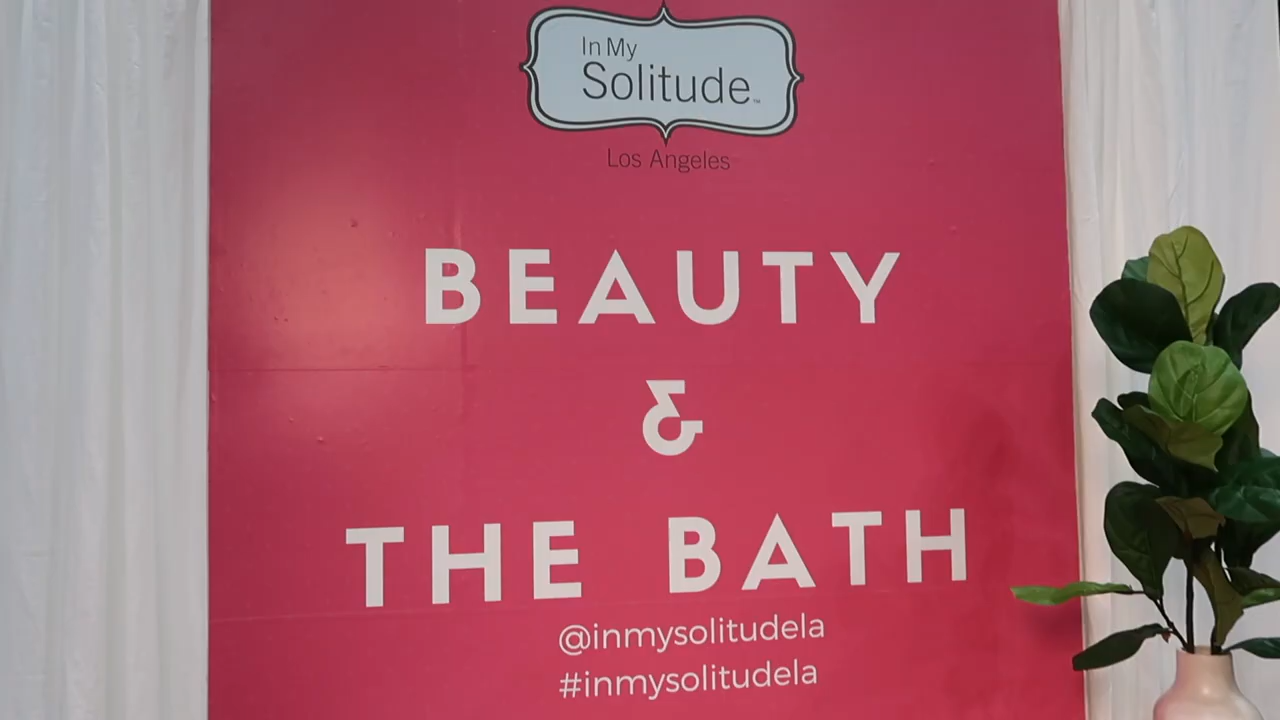 In My
Solitude™
Los Angeles
BEAUTY
&
THE BATH
@inmysolitudela
#inmysolitudela